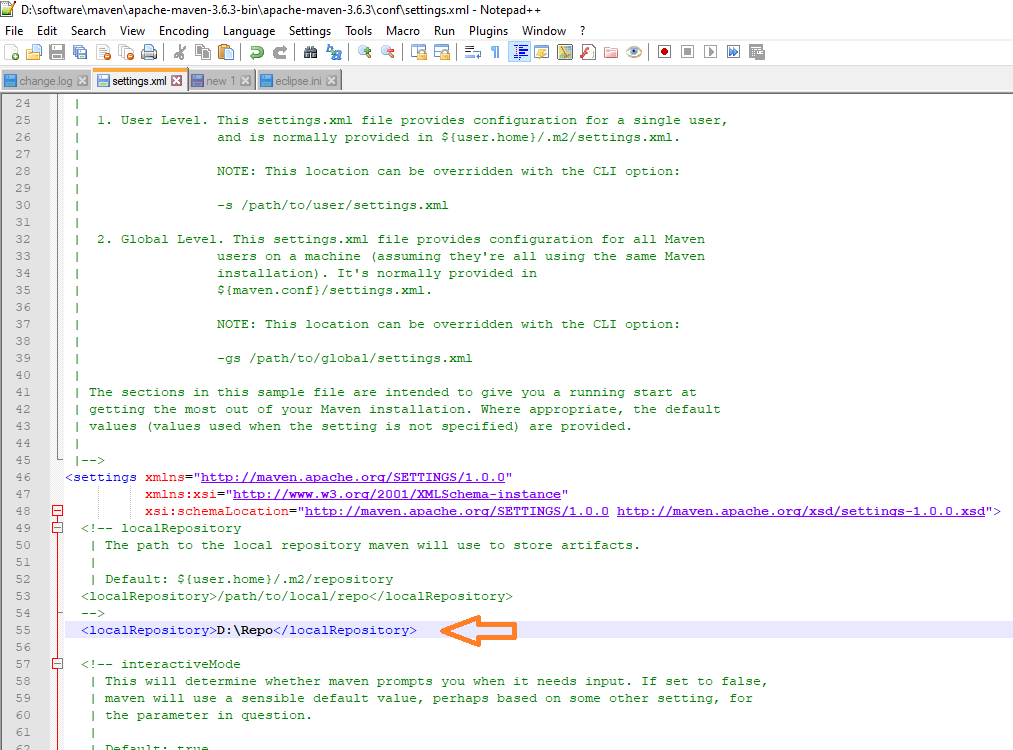 D:\software\maven\apache-maven-3.6.3-bin\apache-maven-3.6.3\conf\settings.xml - Notepad++
File Edit Search View Encoding Language Settings Tools Macro Run Plugins Window ?
change.log settings.xml new 1 eclipse.ini
24 |
25 | 1. User Level. This settings.xml file provides configuration for a single user,
26 | and is normally provided in ${user.home}/.m2/settings.xml.
27 |
28 | NOTE: This location can be overridden with the CLI option:
29 |
30 | -s /path/to/user/settings.xml
31 |
32 | 2. Global Level. This settings.xml file provides configuration for all Maven
33 | users on a machine (assuming they're all using the same Maven
34 | installation). It's normally provided in
35 | ${maven.conf}/settings.xml.
36 |
37 | NOTE: This location can be overridden with the CLI option:
38 |
39 | -gs /path/to/global/settings.xml
40 |
41 | The sections in this sample file are intended to give you a running start at
42 | getting the most out of your Maven installation. Where appropriate, the default
43 | values (values used when the setting is not specified) are provided.
44 |
45 |-->
46 <settings xmlns="http://maven.apache.org/SETTINGS/1.0.0"
47 xmlns:xsi="http://www.w3.org/2001/XMLSchema-instance"
48 xsi:schemaLocation="http://maven.apache.org/SETTINGS/1.0.0 http://maven.apache.org/xsd/settings-1.0.0.xsd">
49 <!-- localRepository
50 | The path to the local repository maven will use to store artifacts.
51 |
52 | Default: ${user.home}/.m2/repository
53 <localRepository>/path/to/local/repo</localRepository>
54 -->
55 <localRepository>D:\Repo</localRepository>
56
57 <!-- interactiveMode
58 | This will determine whether maven prompts you when it needs input. If set to false,
59 | maven will use a sensible default value, perhaps based on some other setting, for
60 | the parameter in question.
61 |
62 | Default: true